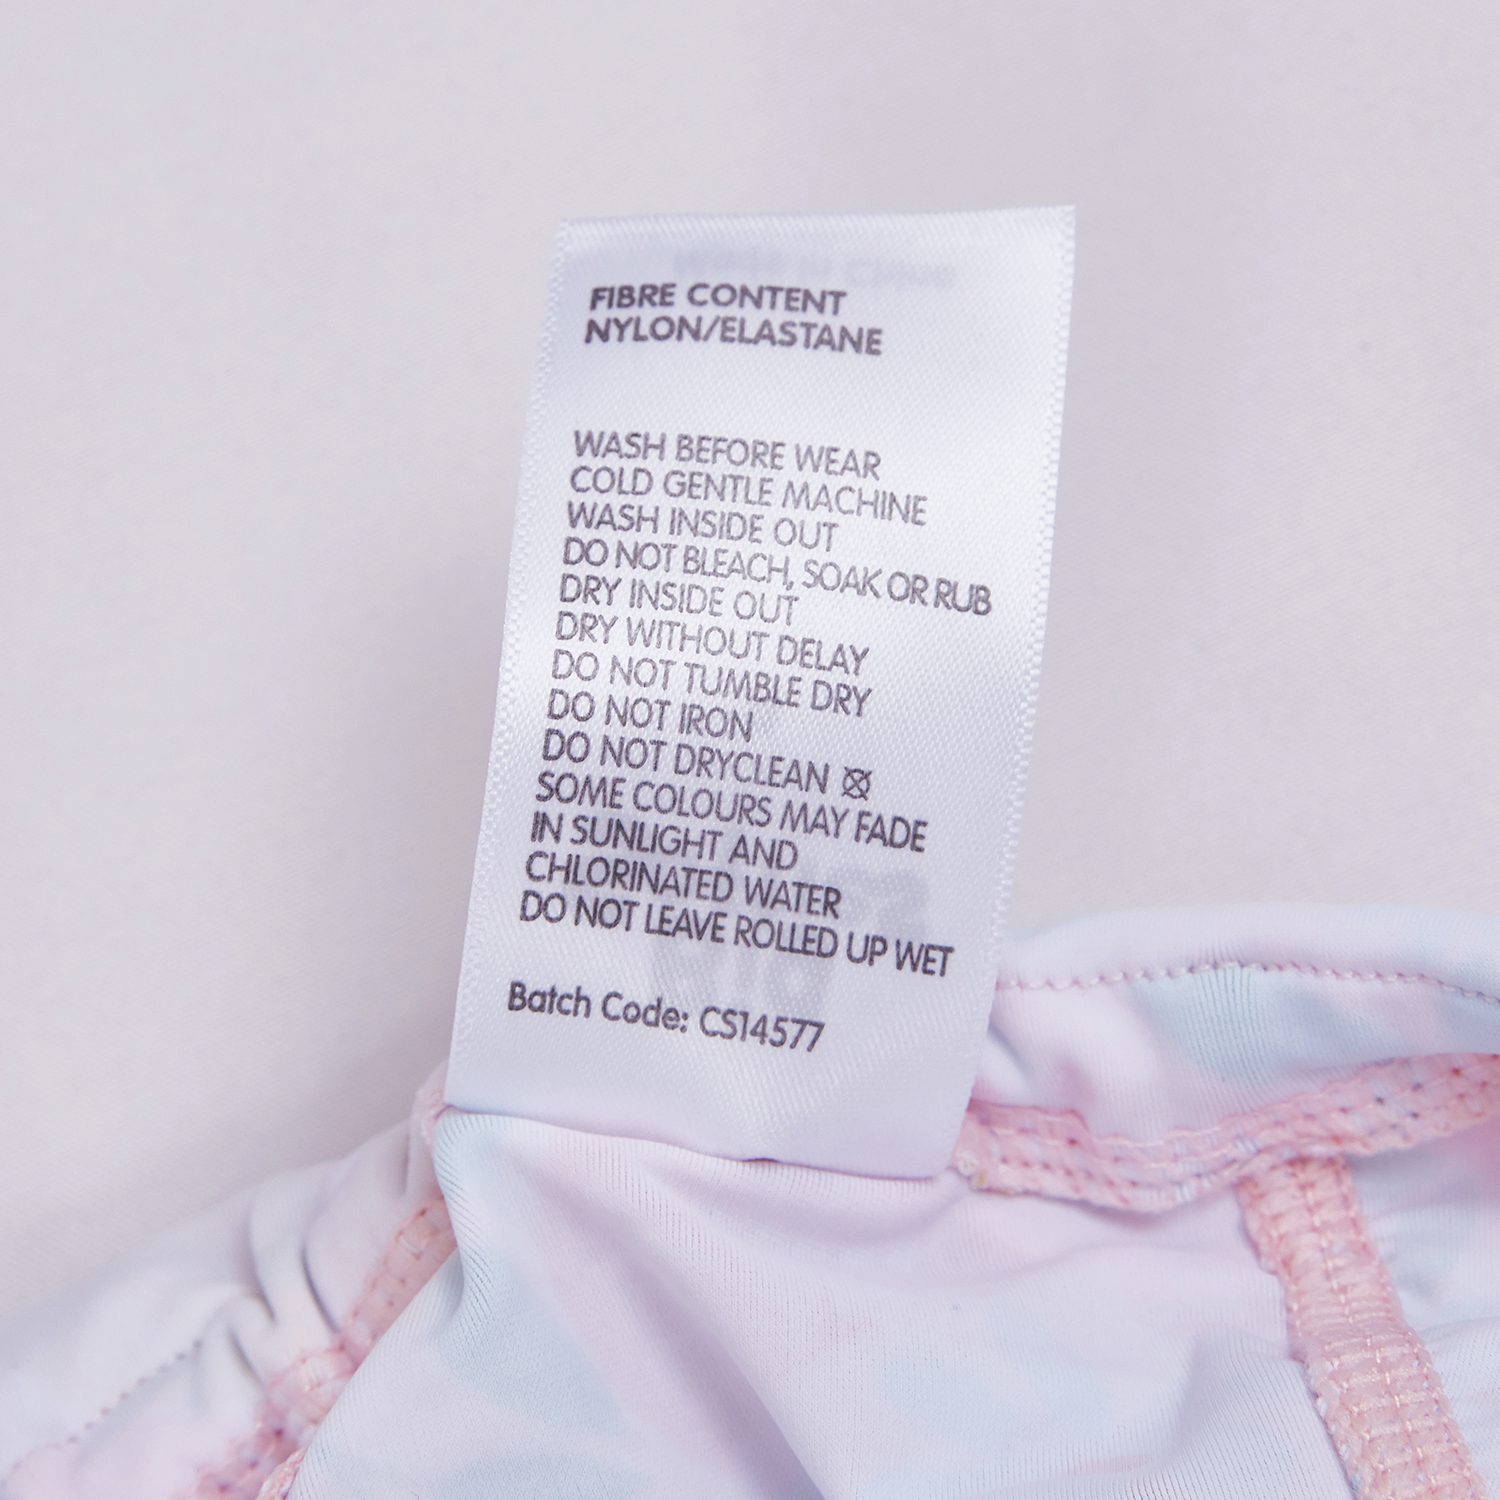 FIBRE CONTENT
NYLON/ELASTANE
WASH BEFORE WEAR
COLD GENTLE MACHINE
WASH INSIDE OUT
DO NOT BLEACH, SOAK OR RUB
DRY INSIDE OUT
DRY WITHOUT DELAY
DO NOT TUMBLE DRY
DO NOT IRON
DO NOT DRYCLEAN
SOME COLOURS MAY FADE
IN SUNLIGHT AND
CHLORINATED WATER
DO NOT LEAVE ROLLED UP WET
Batch Code: CS14577